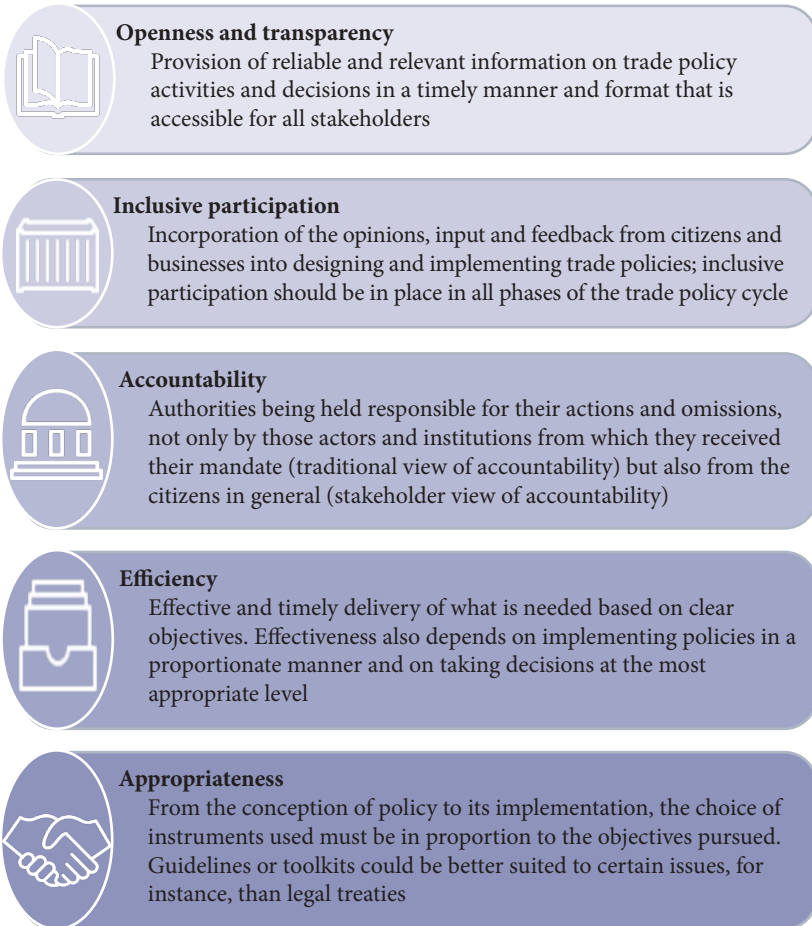 Openness and transparency
Provision of reliable and relevant information on trade policy
activities and decisions in a timely manner and format that is
accessible for all stakeholders
Inclusive participation
Incorporation of the opinions, input and feedback from citizens and
businesses into designing and implementing trade policies; inclusive
participation should be in place in all phases of the trade policy cycle
Accountability
Authorities being held responsible for their actions and omissions,
not only by those actors and institutions from which they received
their mandate (traditional view of accountability) but also from the
citizens in general (stakeholder view of accountability)
Efficiency
Effective and timely delivery of what is needed based on clear
objectives. Effectiveness also depends on implementing policies in a
proportionate manner and on taking decisions at the most
appropriate level
Appropriateness
From the conception of policy to its implementation, the choice of
instruments used must be in proportion to the objectives pursued.
Guidelines or toolkits could be better suited to certain issues, for
instance, than legal treaties